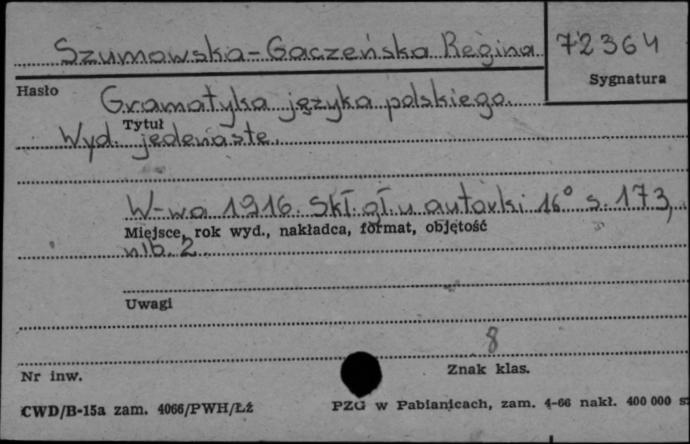 Szumowska-Gaczeńska Regina 72364
Sygnatura
Hasło
Gramatyka języka polskiego.
Tytuł
Wyd. jedenaste.
W-wa 1916. Skł. gł. u autorki 16° s. 173,
Miejsce, rok wyd., nakładca, format, objętość
nlb. 2.
Uwagi
8
Nr inw. Znak klas.
CWD/B-15a zam. 4066/PWH/Łź PZG w Pabianicach, zam. 4-66 nakł. 400 000 s